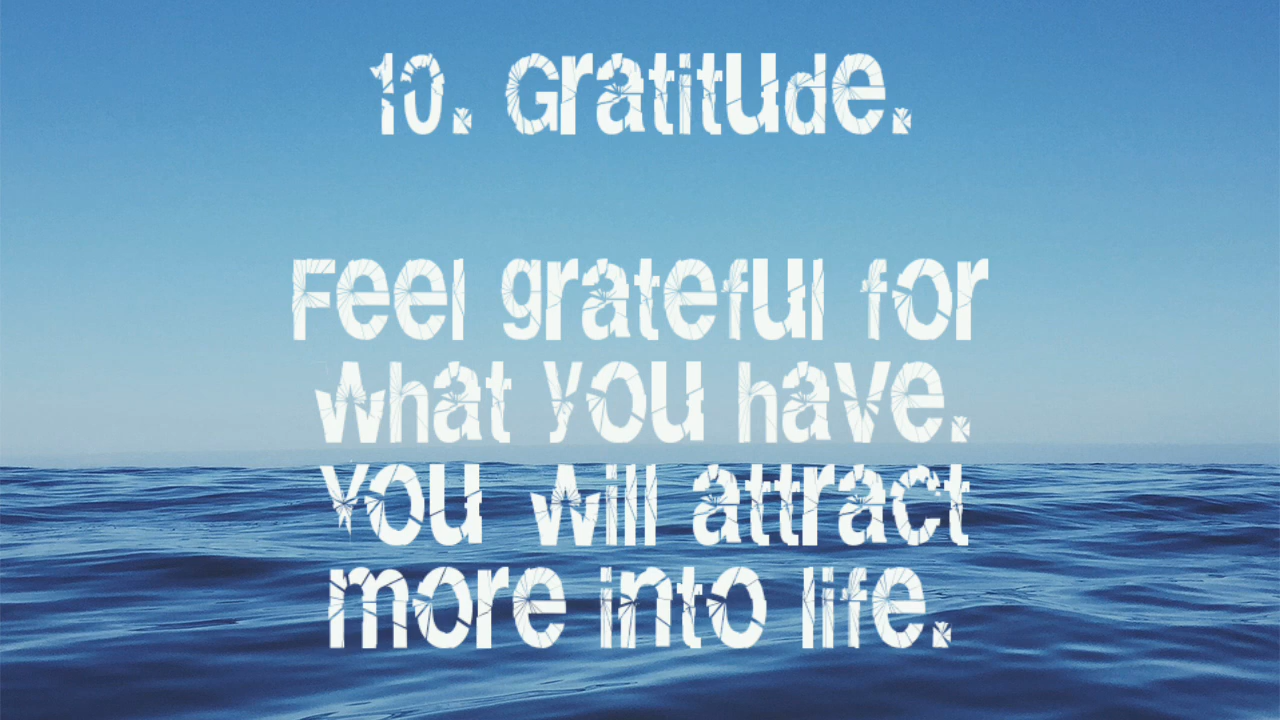 10. Gratitude.
Feel grateful for
what you have.
You will attract
more into life.